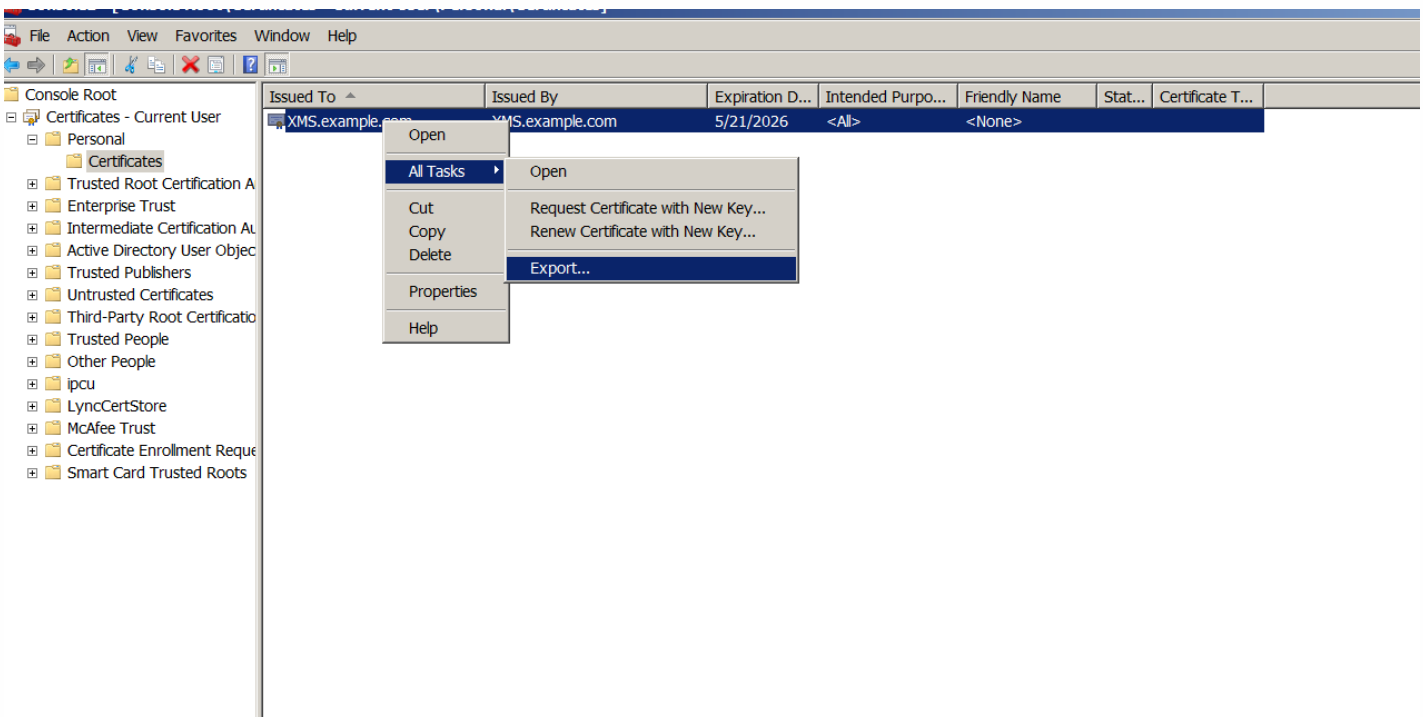 File Action View Favorites Window Help
Console Root
Certificates - Current User
Personal
Certificates
Trusted Root Certification A
Enterprise Trust
Intermediate Certification Au
Active Directory User Objec
Trusted Publishers
Untrusted Certificates
Third-Party Root Certificatio
Trusted People
Other People
ipcu
LyncCertStore
McAfee Trust
Certificate Enrollment Reque
Smart Card Trusted Roots
Issued To Issued By Expiration D... Intended Purpo... Friendly Name Stat... Certificate T...
XMS.example.com XMS.example.com 5/21/2026 <All> <None>
Open
All Tasks
Cut
Copy
Delete
Properties
Help
Open
Request Certificate with New Key...
Renew Certificate with New Key...
Export...